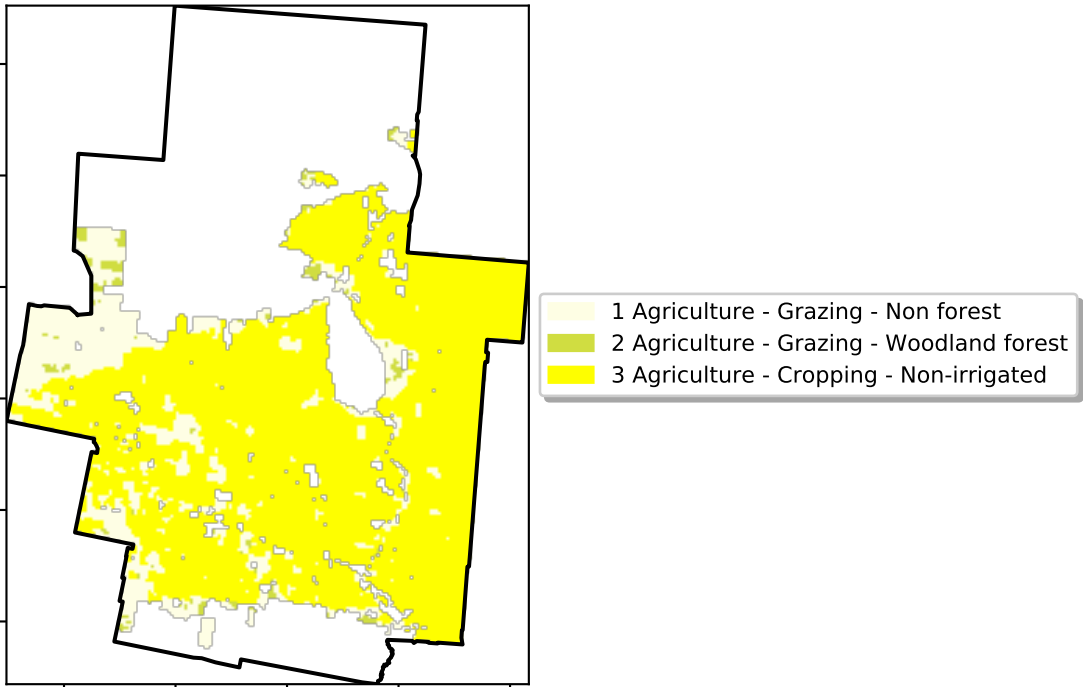 1 Agriculture - Grazing - Non forest
2 Agriculture - Grazing - Woodland forest
3 Agriculture - Cropping - Non-irrigated